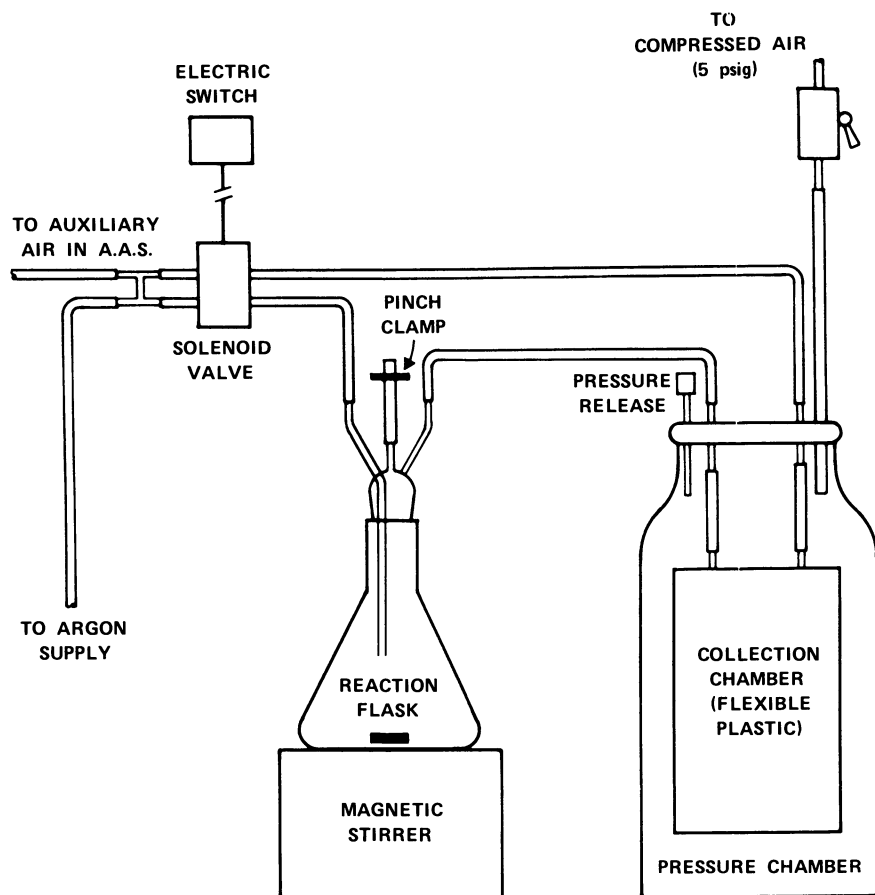 TO
COMPRESSED AIR
(5 psig)
ELECTRIC
SWITCH
TO AUXILIARY
AIR IN A.A.S.
PINCH
CLAMP
SOLENOID
VALVE
PRESSURE
RELEASE
TO ARGON
SUPPLY
REACTION
FLASK
COLLECTION
CHAMBER
(FLEXIBLE
PLASTIC)
MAGNETIC
STIRRER
PRESSURE CHAMBER